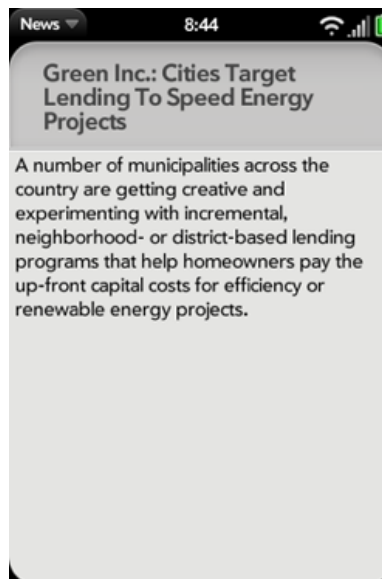 News 8:44
Green Inc.: Cities Target
Lending To Speed Energy
Projects
A number of municipalities across the
country are getting creative and
experimenting with incremental,
neighborhood- or district-based lending
programs that help homeowners pay the
up-front capital costs for efficiency or
renewable energy projects.